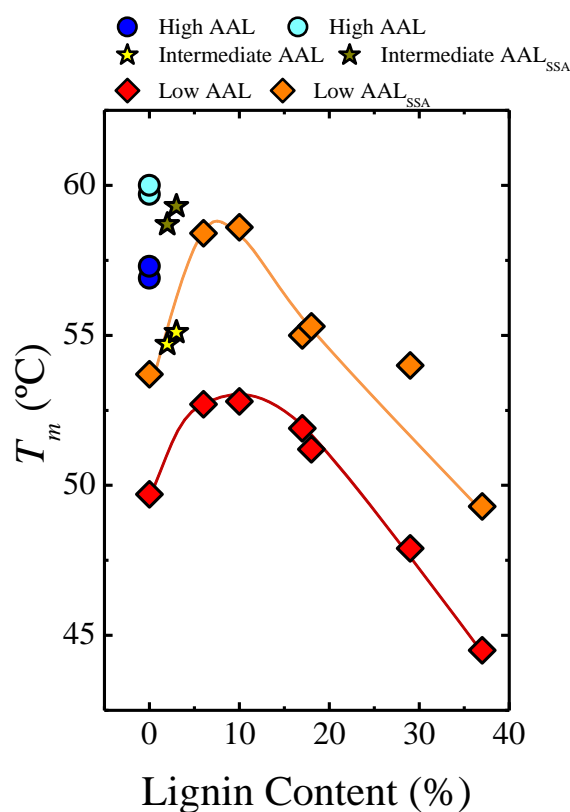 High AAL High AAL
Intermediate AAL Intermediate AAL_SSA
Low AAL Low AAL_SSA
60
55
50
45
T_m (ºC)
0 10 20 30 40
Lignin Content (%)